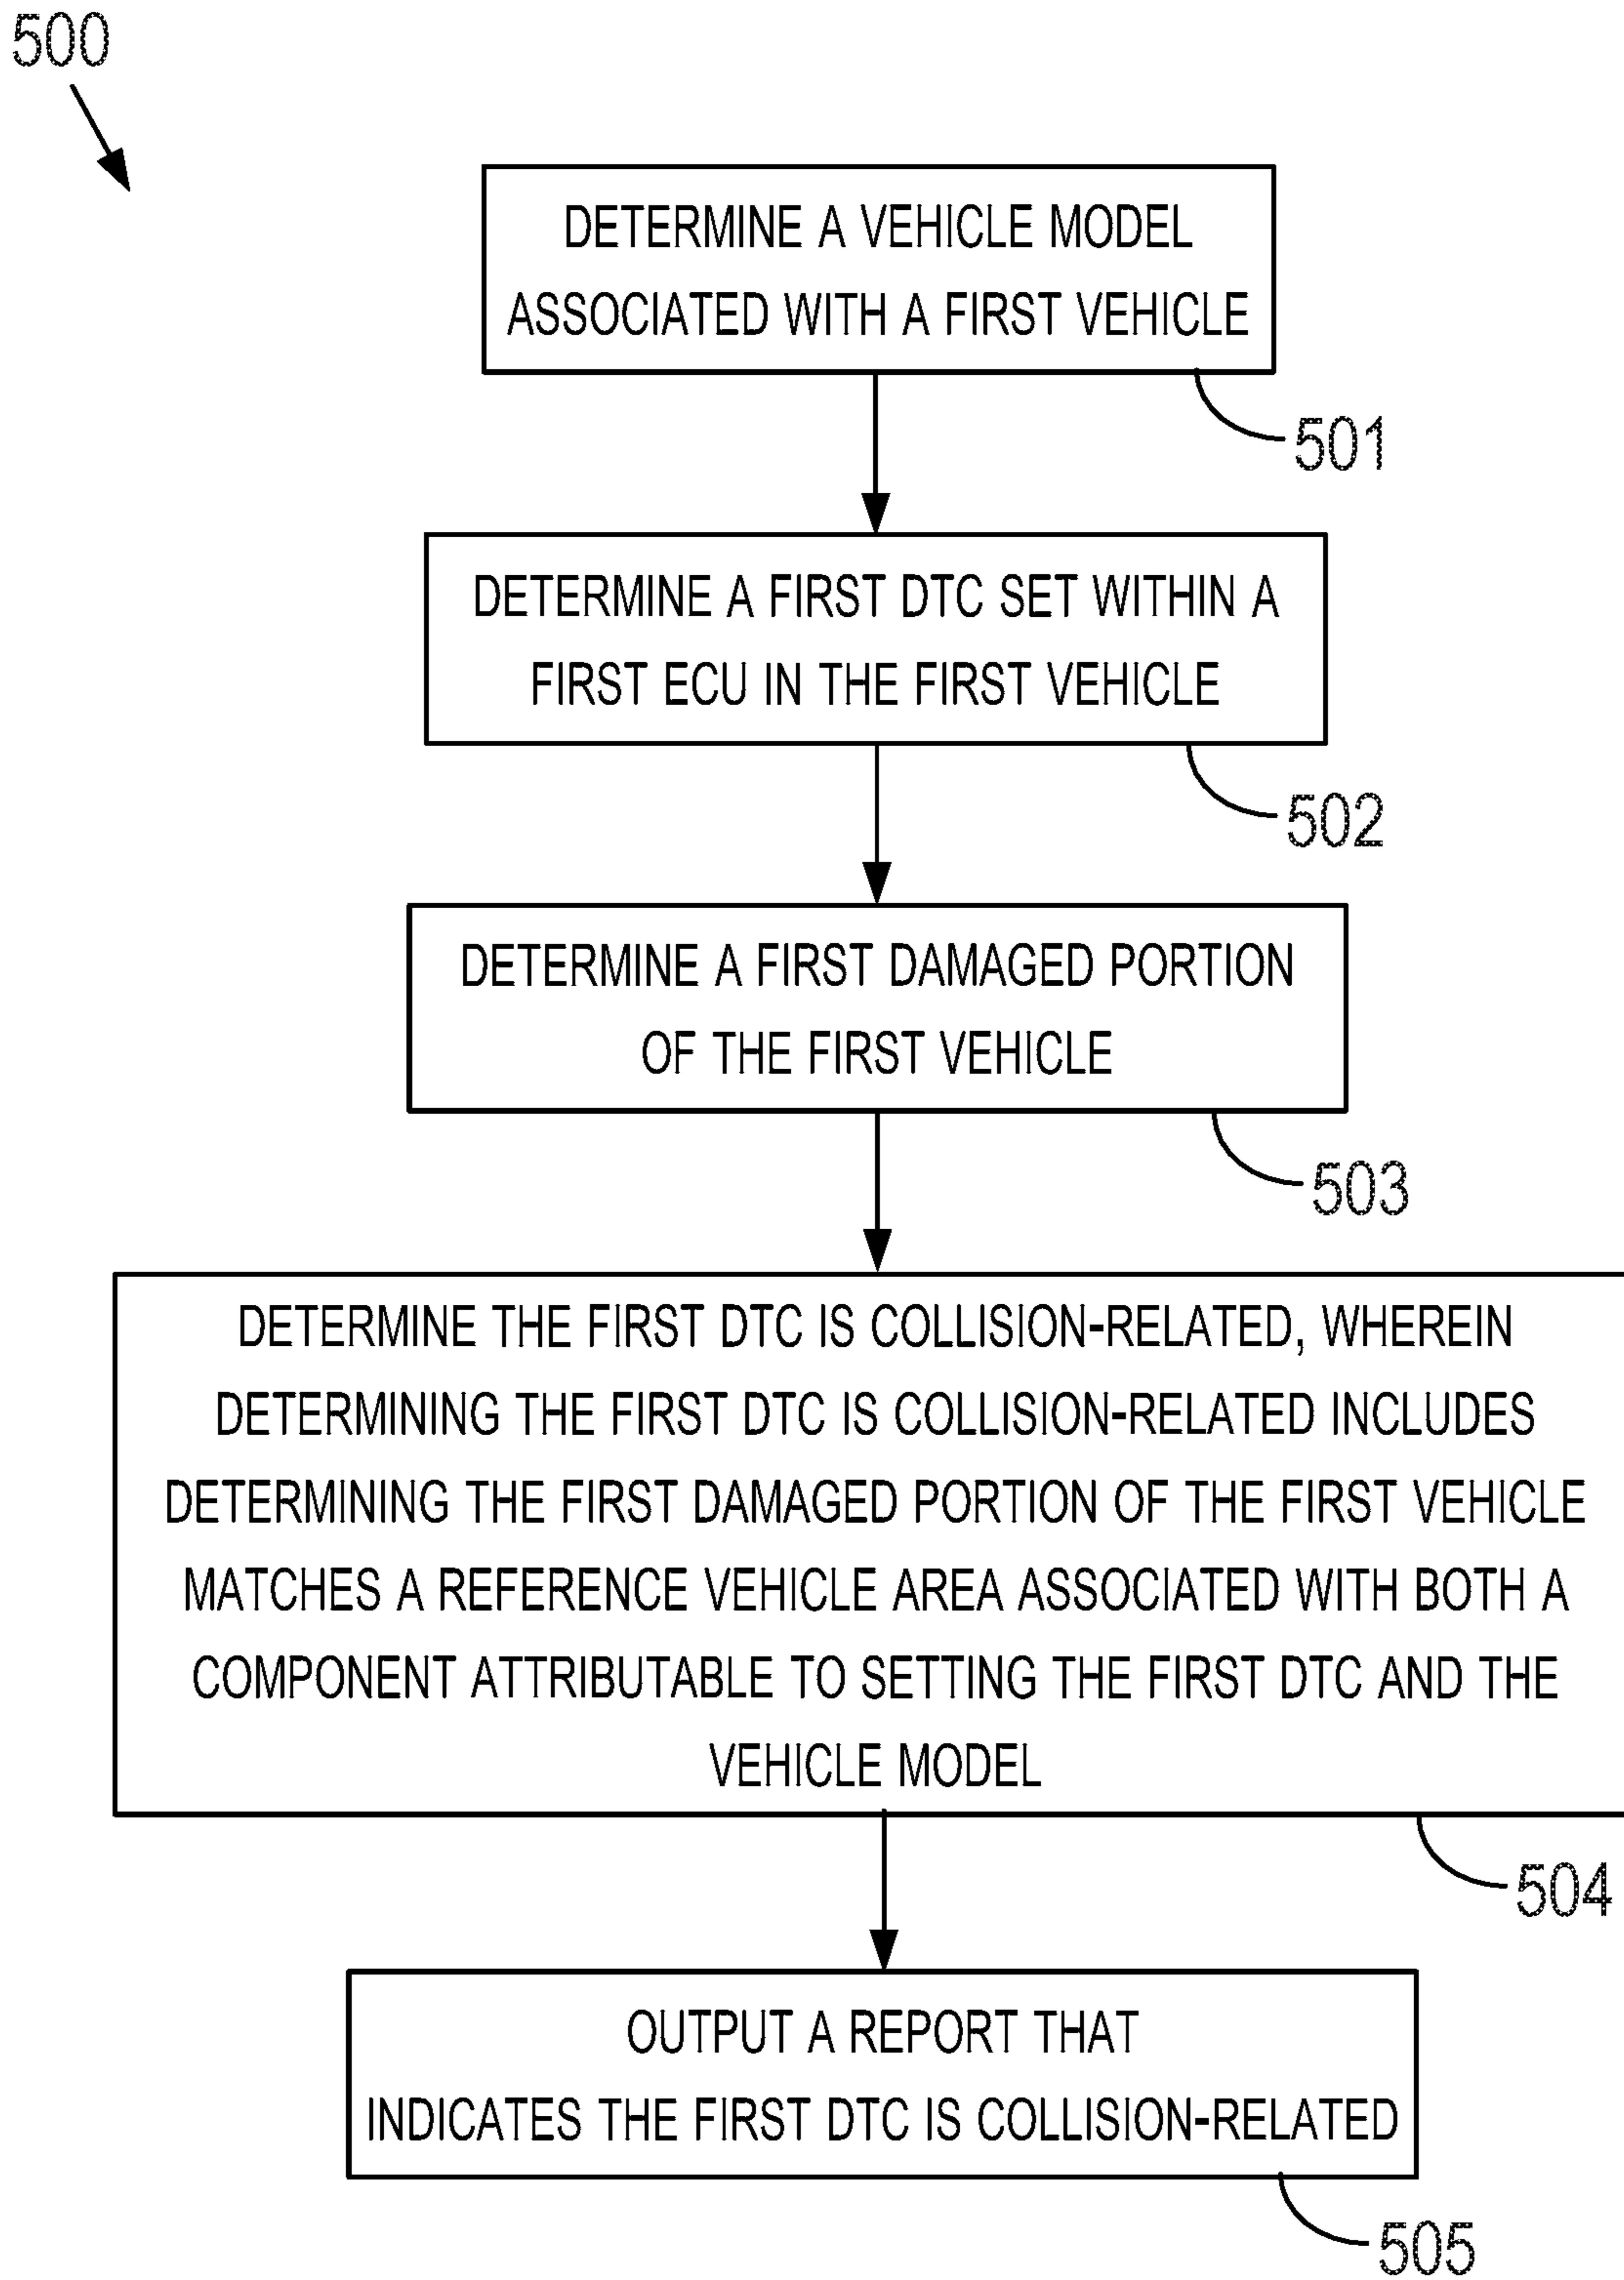 500
DETERMINE A VEHICLE MODEL
ASSOCIATED WITH A FIRST VEHICLE
501
DETERMINE A FIRST DTC SET WITHIN A
FIRST ECU IN THE FIRST VEHICLE
502
DETERMINE A FIRST DAMAGED PORTION
OF THE FIRST VEHICLE
503
DETERMINE THE FIRST DTC IS COLLISION-RELATED, WHEREIN
DETERMINING THE FIRST DTC IS COLLISION-RELATED INCLUDES
DETERMINING THE FIRST DAMAGED PORTION OF THE FIRST VEHICLE
MATCHES A REFERENCE VEHICLE AREA ASSOCIATED WITH BOTH A
COMPONENT ATTRIBUTABLE TO SETTING THE FIRST DTC AND THE
VEHICLE MODEL
504
OUTPUT A REPORT THAT
INDICATES THE FIRST DTC IS COLLISION-RELATED
505